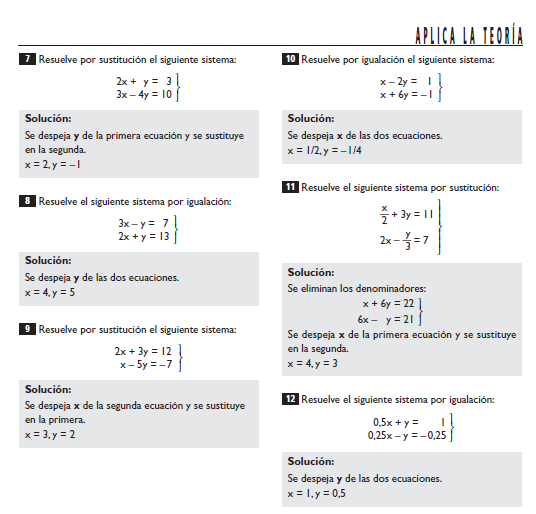 APLICA LA TEORÍA
7 Resuelve por sustitución el siguiente sistema:
2x + y = 3
3x – 4y = 10
Solución:
Se despeja y de la primera ecuación y se sustituye
en la segunda.
x = 2, y = –1
8 Resuelve el siguiente sistema por igualación:
3x – y = 7
2x + y = 13
Solución:
Se despeja y de las dos ecuaciones.
x = 4, y = 5
9 Resuelve por sustitución el siguiente sistema:
2x + 3y = 12
x – 5y = –7
Solución:
Se despeja x de la segunda ecuación y se sustituye
en la primera.
x = 3, y = 2
10 Resuelve por igualación el siguiente sistema:
x – 2y = 1
x + 6y = –1
Solución:
Se despeja x de las dos ecuaciones.
x = 1/2, y = –1/4
11 Resuelve el siguiente sistema por sustitución:
x/2 + 3y = 11
2x – y/3 = 7
Solución:
Se eliminan los denominadores:
x + 6y = 22
6x – y = 21
Se despeja x de la primera ecuación y se sustituye
en la segunda.
x = 4, y = 3
12 Resuelve el siguiente sistema por igualación:
0,5x + y = 1
0,25x – y = –0,25
Solución:
Se despeja y de las dos ecuaciones.
x = 1, y = 0,5